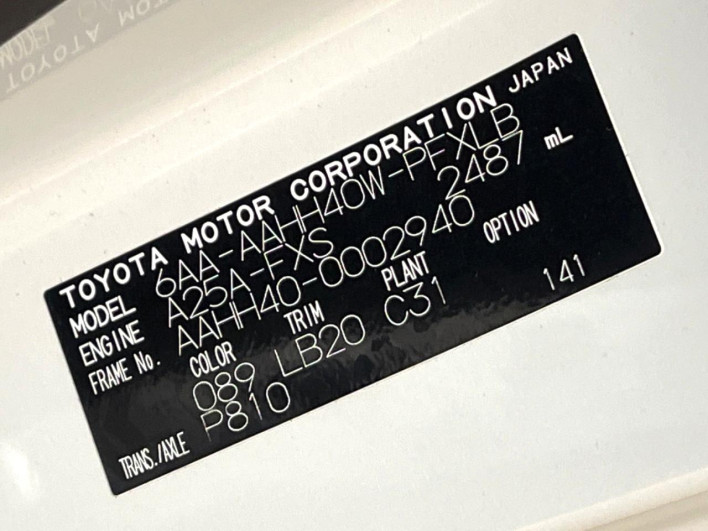 TOYOTA MOTOR CORPORATION JAPAN
MODEL 6AA-AAHH40W-PFXLB
ENGINE A25A-FXS 2487 mL
FRAME No. AAHH40-0002940
COLOR TRIM PLANT OPTION
089 LB20 C31 141
TRANS./AXLE P810